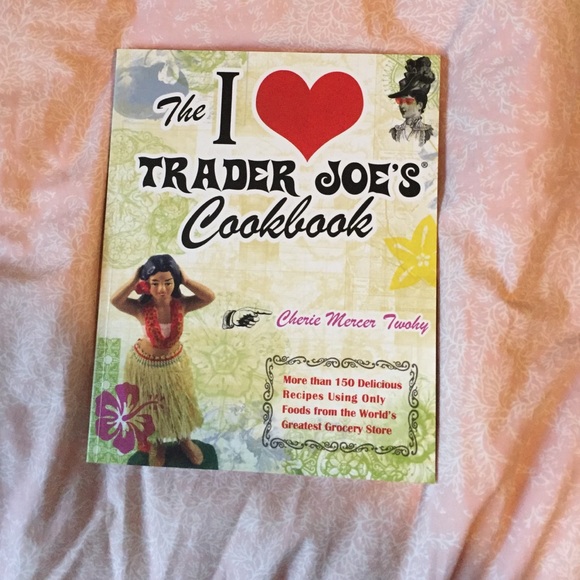 The I ❤
TRADER JOE'S®
Cookbook
Cherie Mercer Twohy
More than 150 Delicious
Recipes Using Only
Foods from the World's
Greatest Grocery Store